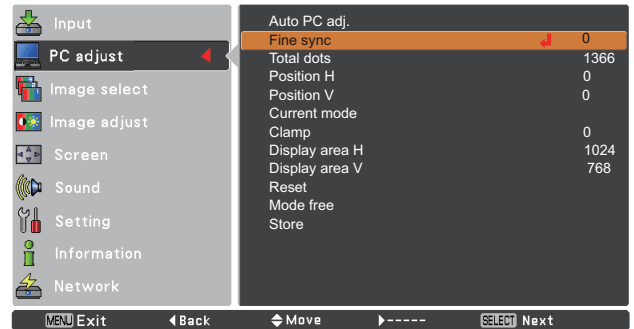 Input
PC adjust
Image select
Image adjust
Screen
Sound
Setting
Information
Network
Auto PC adj.
Fine sync 0
Total dots 1366
Position H 0
Position V 0
Current mode
Clamp 0
Display area H 1024
Display area V 768
Reset
Mode free
Store
MENU Exit Back Move ----- SELECT Next